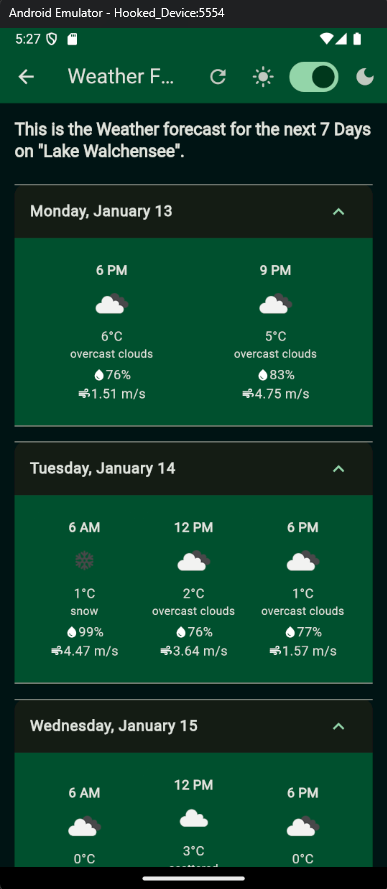 Android Emulator - Hooked_Device:5554
5:27
Weather F...
This is the Weather forecast for the next 7 Days
on "Lake Walchensee".
Monday, January 13
6 PM 9 PM
6°C 5°C
overcast clouds overcast clouds
76% 83%
1.51 m/s 4.75 m/s
Tuesday, January 14
6 AM 12 PM 6 PM
1°C 2°C 1°C
snow overcast clouds overcast clouds
99% 76% 77%
4.47 m/s 3.64 m/s 1.57 m/s
Wednesday, January 15
6 AM 12 PM 6 PM
0°C 3°C 0°C